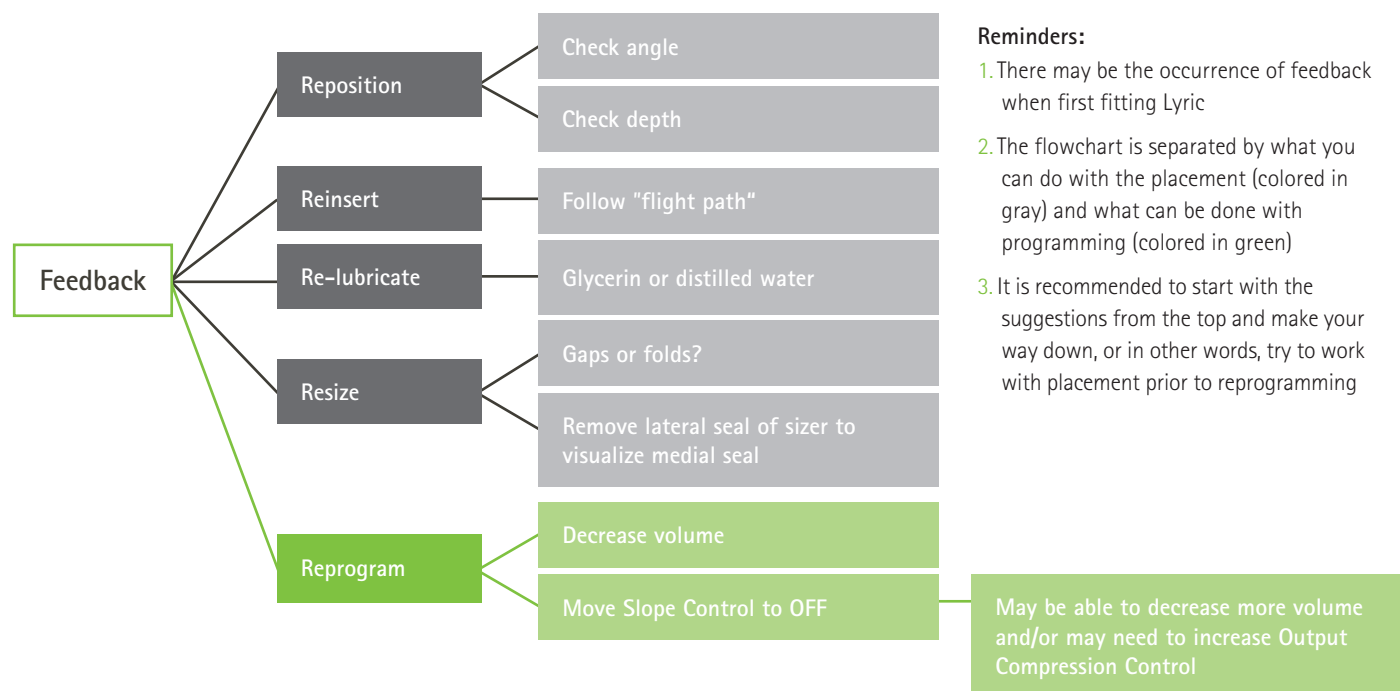 Feedback
Reposition
Check angle
Check depth
Reinsert
Follow "flight path"
Re-lubricate
Glycerin or distilled water
Resize
Gaps or folds?
Remove lateral seal of sizer to
visualize medial seal
Reprogram
Decrease volume
Move Slope Control to OFF
May be able to decrease more volume
and/or may need to increase Output
Compression Control
Reminders:
1. There may be the occurrence of feedback
when first fitting Lyric
2. The flowchart is separated by what you
can do with the placement (colored in
gray) and what can be done with
programming (colored in green)
3. It is recommended to start with the
suggestions from the top and make your
way down, or in other words, try to work
with placement prior to reprogramming